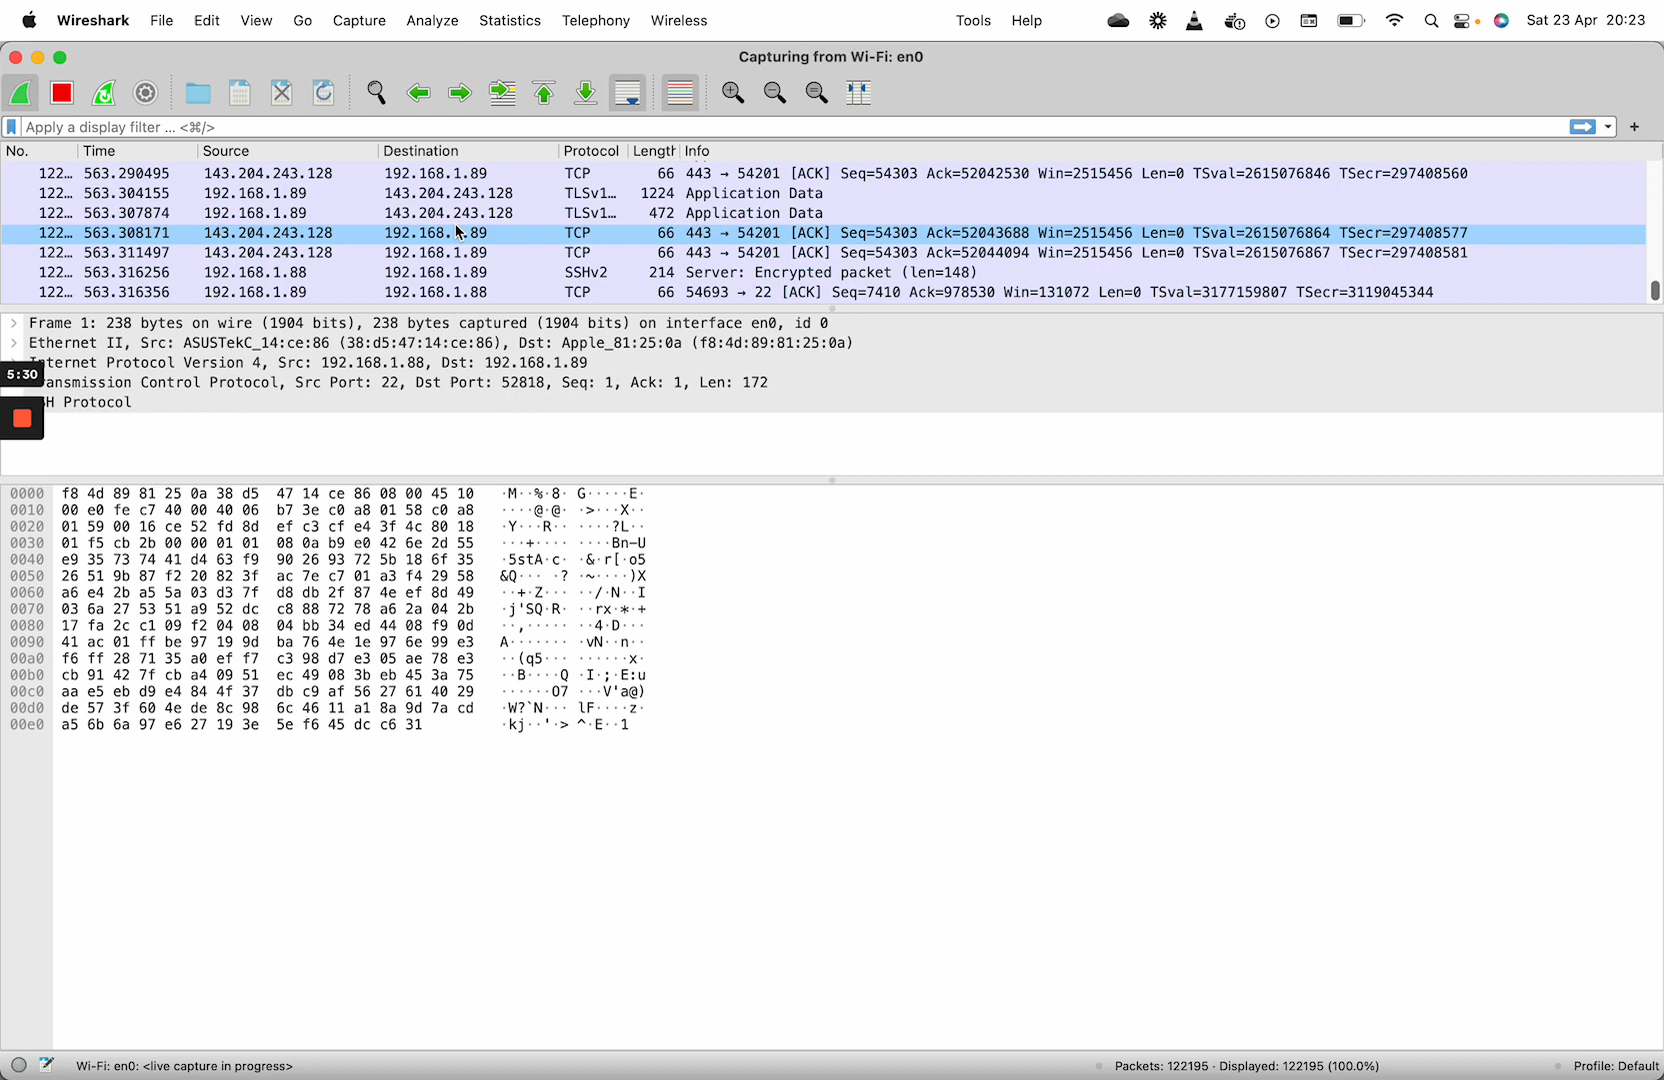 Wireshark File Edit View Go Capture Analyze Statistics Telephony Wireless Tools Help Sat 23 Apr 20:23
Capturing from Wi-Fi: en0
Apply a display filter ... <⌘/>
No. Time Source Destination Protocol Length Info
122… 563.290495 143.204.243.128 192.168.1.89 TCP 66 443 → 54201 [ACK] Seq=54303 Ack=52042530 Win=2515456 Len=0 TSval=2615076846 TSecr=297408560
122… 563.304155 192.168.1.89 143.204.243.128 TLSv1… 1224 Application Data
122… 563.307874 192.168.1.89 143.204.243.128 TLSv1… 472 Application Data
122… 563.308171 143.204.243.128 192.168.1.89 TCP 66 443 → 54201 [ACK] Seq=54303 Ack=52043688 Win=2515456 Len=0 TSval=2615076864 TSecr=297408577
122… 563.311497 143.204.243.128 192.168.1.89 TCP 66 443 → 54201 [ACK] Seq=54303 Ack=52044094 Win=2515456 Len=0 TSval=2615076867 TSecr=297408581
122… 563.316256 192.168.1.88 192.168.1.89 SSHv2 214 Server: Encrypted packet (len=148)
122… 563.316356 192.168.1.89 192.168.1.88 TCP 66 54693 → 22 [ACK] Seq=7410 Ack=978530 Win=131072 Len=0 TSval=3177159807 TSecr=3119045344
Frame 1: 238 bytes on wire (1904 bits), 238 bytes captured (1904 bits) on interface en0, id 0
Ethernet II, Src: ASUSTekC_14:ce:86 (38:d5:47:14:ce:86), Dst: Apple_81:25:0a (f8:4d:89:81:25:0a)
Internet Protocol Version 4, Src: 192.168.1.88, Dst: 192.168.1.89
5:30
ansmission Control Protocol, Src Port: 22, Dst Port: 52818, Seq: 1, Ack: 1, Len: 172
H Protocol
0000 f8 4d 89 81 25 0a 38 d5 47 14 ce 86 08 00 45 10 ·M··%·8· G·····E·
0010 00 e0 fe c7 40 00 40 06 b7 3e c0 a8 01 58 c0 a8 ····@·@· ·>···X··
0020 01 59 00 16 ce 52 fd 8d ef c3 cf e4 3f 4c 80 18 ·Y···R·· ····?L··
0030 01 f5 cb 2b 00 00 01 01 08 0a b9 e0 42 6e 2d 55 ···+···· ····Bn-U
0040 e9 35 73 74 41 d4 63 f9 90 26 93 72 5b 18 6f 35 ·5stA·c· ·&·r[·o5
0050 26 51 9b 87 f2 20 82 3f ac 7e c7 01 a3 f4 29 58 &Q··· ·? ·~····)X
0060 a6 e4 2b a5 5a 03 d3 7f d8 db 2f 87 4e ef 8d 49 ··+·Z··· ··/·N··I
0070 03 6a 27 53 51 a9 52 dc c8 88 72 78 a6 2a 04 2b ·j'SQ·R· ··rx·*·+
0080 17 fa 2c c1 09 f2 04 08 04 bb 34 ed 44 08 f9 0d ··,····· ··4·D···
0090 41 ac 01 ff be 97 19 9d ba 76 4e 1e 97 6e 99 e3 A······· ·vN··n··
00a0 f6 ff 28 71 35 a0 ef f7 c3 98 d7 e3 05 ae 78 e3 ··(q5··· ······x·
00b0 cb 91 42 7f cb a4 09 51 ec 49 08 3b eb 45 3a 75 ··B····Q ·I·;·E:u
00c0 aa e5 eb d9 e4 84 4f 37 db c9 af 56 27 61 40 29 ······O7 ···V'a@)
00d0 de 57 3f 60 4e de 8c 98 6c 46 11 a1 8a 9d 7a cd ·W?`N··· lF····z·
00e0 a5 6b 6a 97 e6 27 19 3e 5e f6 45 dc c6 31 ·kj··'·> ^·E··1
Wi-Fi: en0: <live capture in progress> Packets: 122195 · Displayed: 122195 (100.0%) Profile: Default